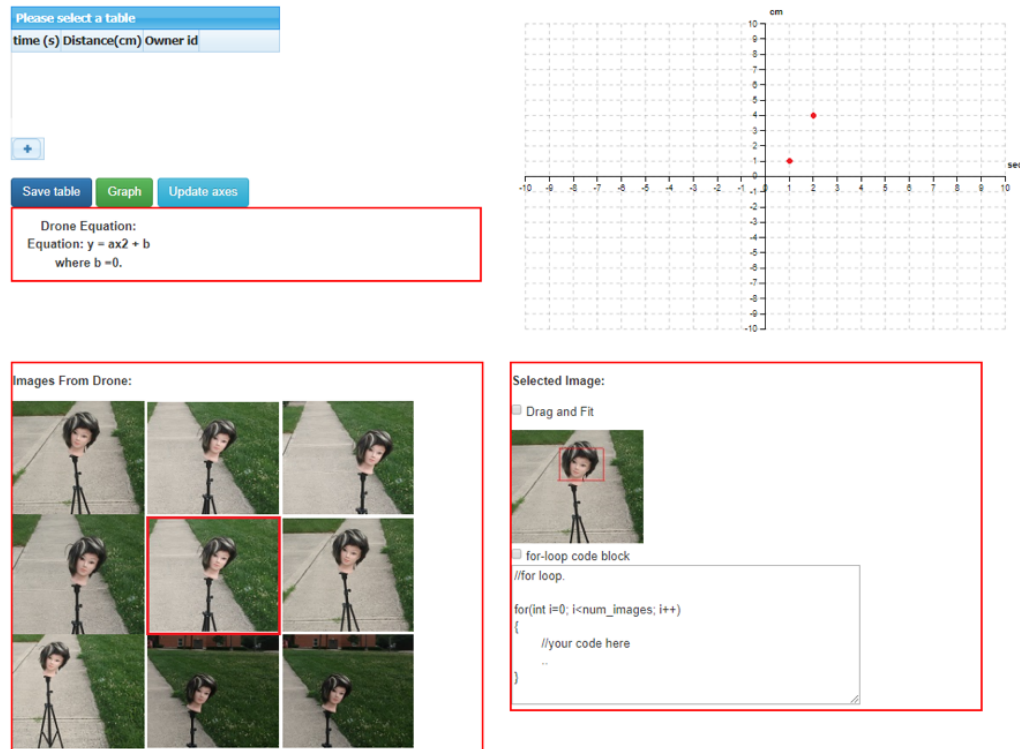 Please select a table
time (s) Distance(cm) Owner id
+
Save table Graph Update axes
Drone Equation:
Equation: y = ax2 + b
where b =0.
cm
10
9
8
7
6
5
4
3
2
1
0
sec
-10 -9 -8 -7 -6 -5 -4 -3 -2 -1 0 1 2 3 4 5 6 7 8 9 10
-1
-2
-3
-4
-5
-6
-7
-8
-9
-10
Images From Drone:
Selected Image:
Drag and Fit
for-loop code block
//for loop.
for(int i=0; i<num_images; i++)
{
//your code here
..
}